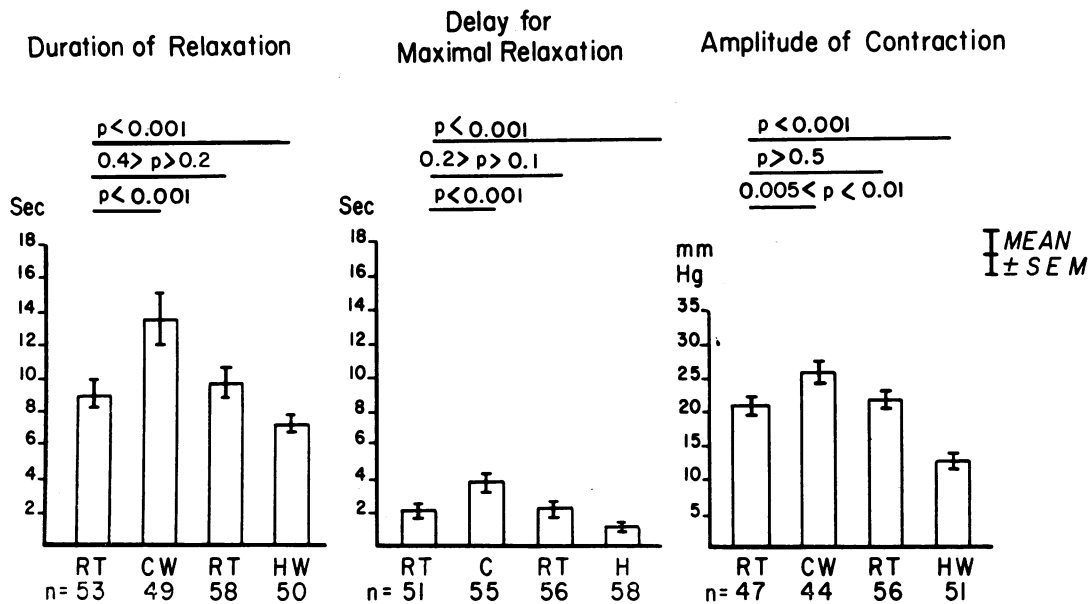 Duration of Relaxation
p<0.001
0.4> p>0.2
p<0.001
Sec
18
16
14
12
10
8
6
4
2
RT CW RT HW
n= 53 49 58 50
Delay for
Maximal Relaxation
p<0.001
0.2> p> 0.1
p<0.001
Sec
18
16
14
12
10
8
6
4
2
RT C RT H
n= 51 55 56 58
Amplitude of Contraction
p <0.001
p>0.5
0.005< p < 0.01
mm
Hg
35
30
25
20
15
10
5
RT CW RT HW
n= 47 44 56 51
MEAN
± SEM